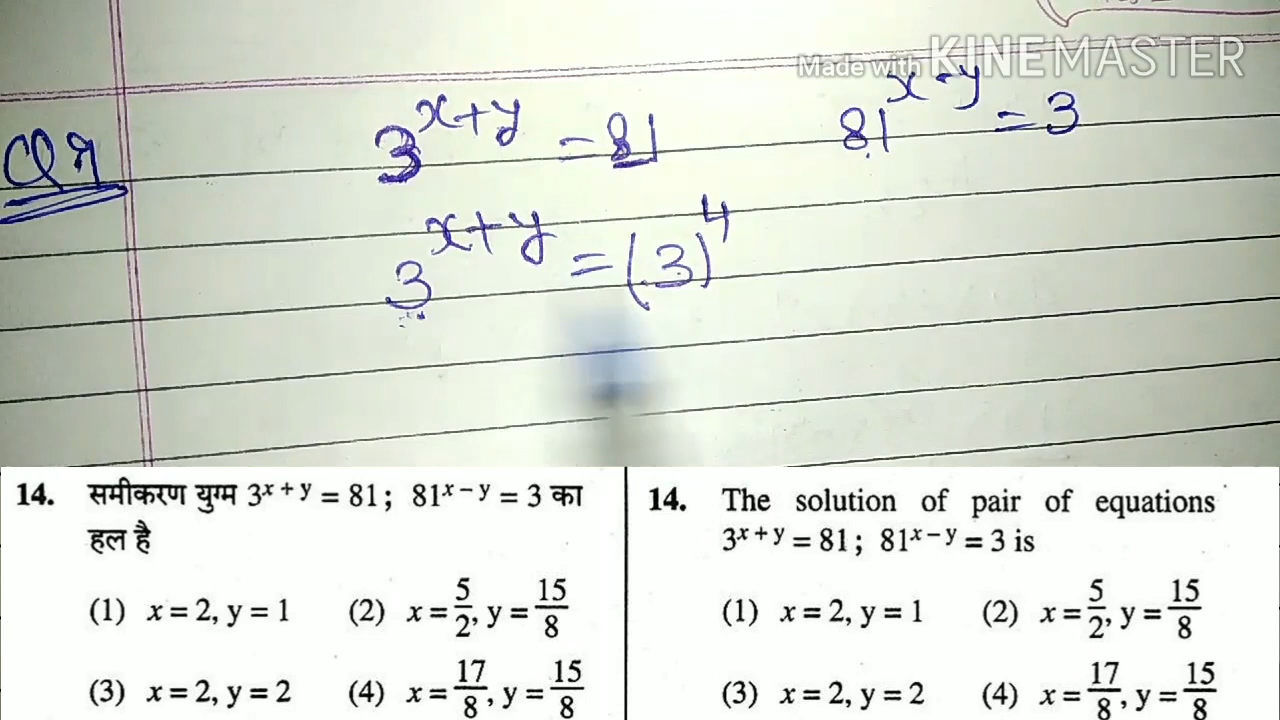 Made with KINEMASTER
Q
3^{x+y} = 81
81^{x-y} = 3
3^{x+y} = (3)^4
14. समीकरण युग्म 3^{x + y} = 81; 81^{x – y} = 3 का
हल है
(1) x = 2, y = 1 (2) x = 5/2, y = 15/8
(3) x = 2, y = 2 (4) x = 17/8, y = 15/8
14. The solution of pair of equations
3^{x + y} = 81; 81^{x – y} = 3 is
(1) x = 2, y = 1 (2) x = 5/2, y = 15/8
(3) x = 2, y = 2 (4) x = 17/8, y = 15/8